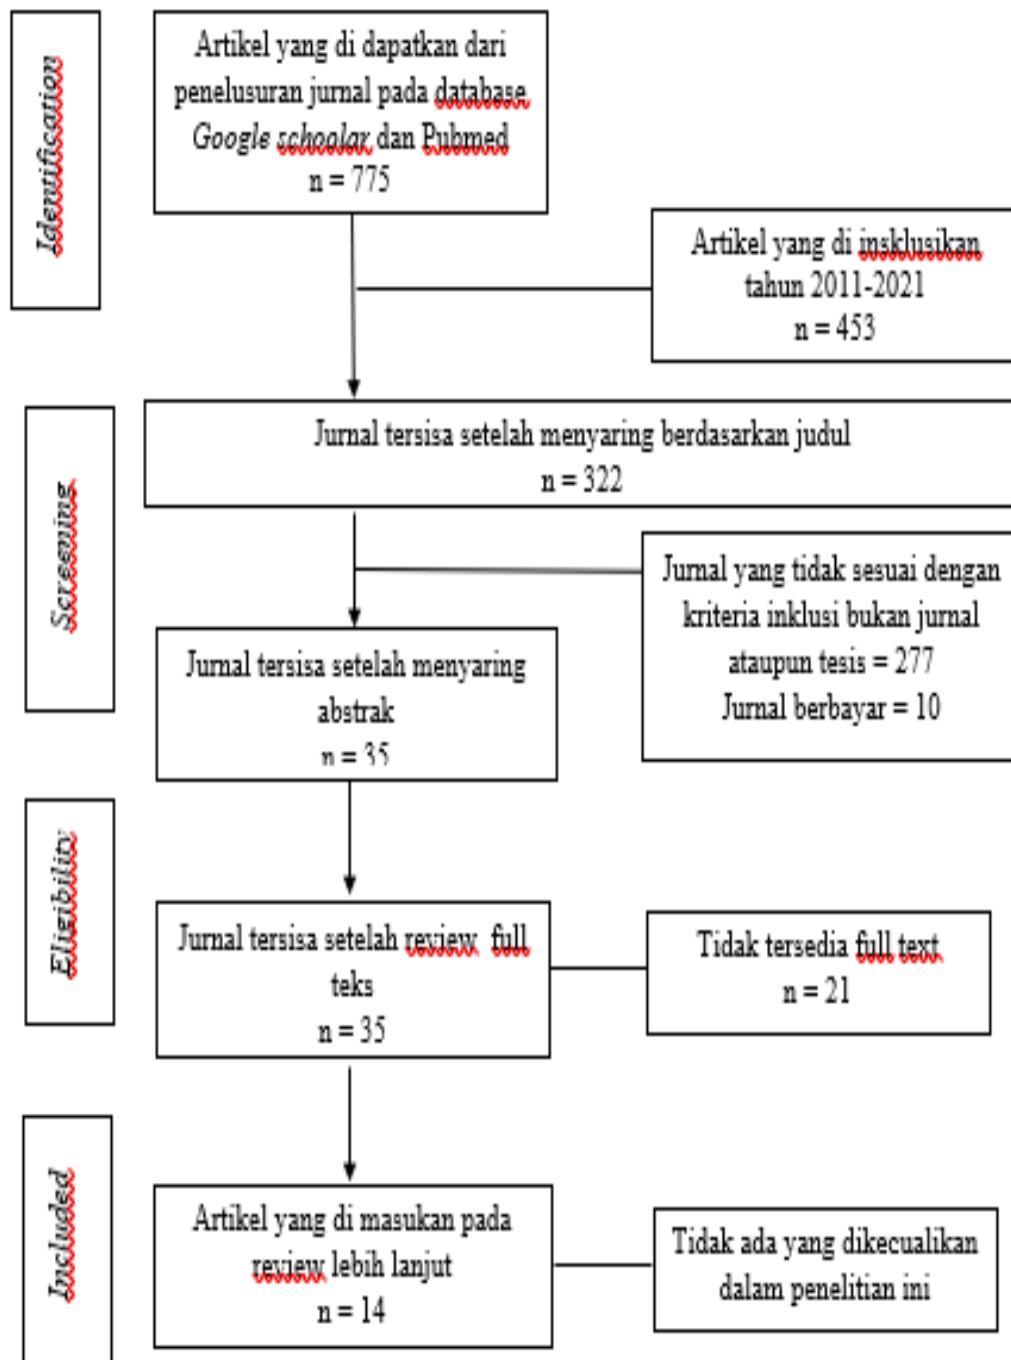 Identification
Artikel yang di dapatkan dari
penelusuran jurnal pada database
Google schoolar dan Pubmed
n = 775
Artikel yang di insklusikan
tahun 2011-2021
n = 453
Screening
Jurnal tersisa setelah menyaring berdasarkan judul
n = 322
Jurnal yang tidak sesuai dengan
kriteria inklusi bukan jurnal
ataupun tesis = 277
Jurnal berbayar = 10
Jurnal tersisa setelah menyaring
abstrak
n = 35
Eligibility
Jurnal tersisa setelah review full
teks
n = 35
Tidak tersedia full text
n = 21
Included
Artikel yang di masukan pada
review lebih lanjut
n = 14
Tidak ada yang dikecualikan
dalam penelitian ini